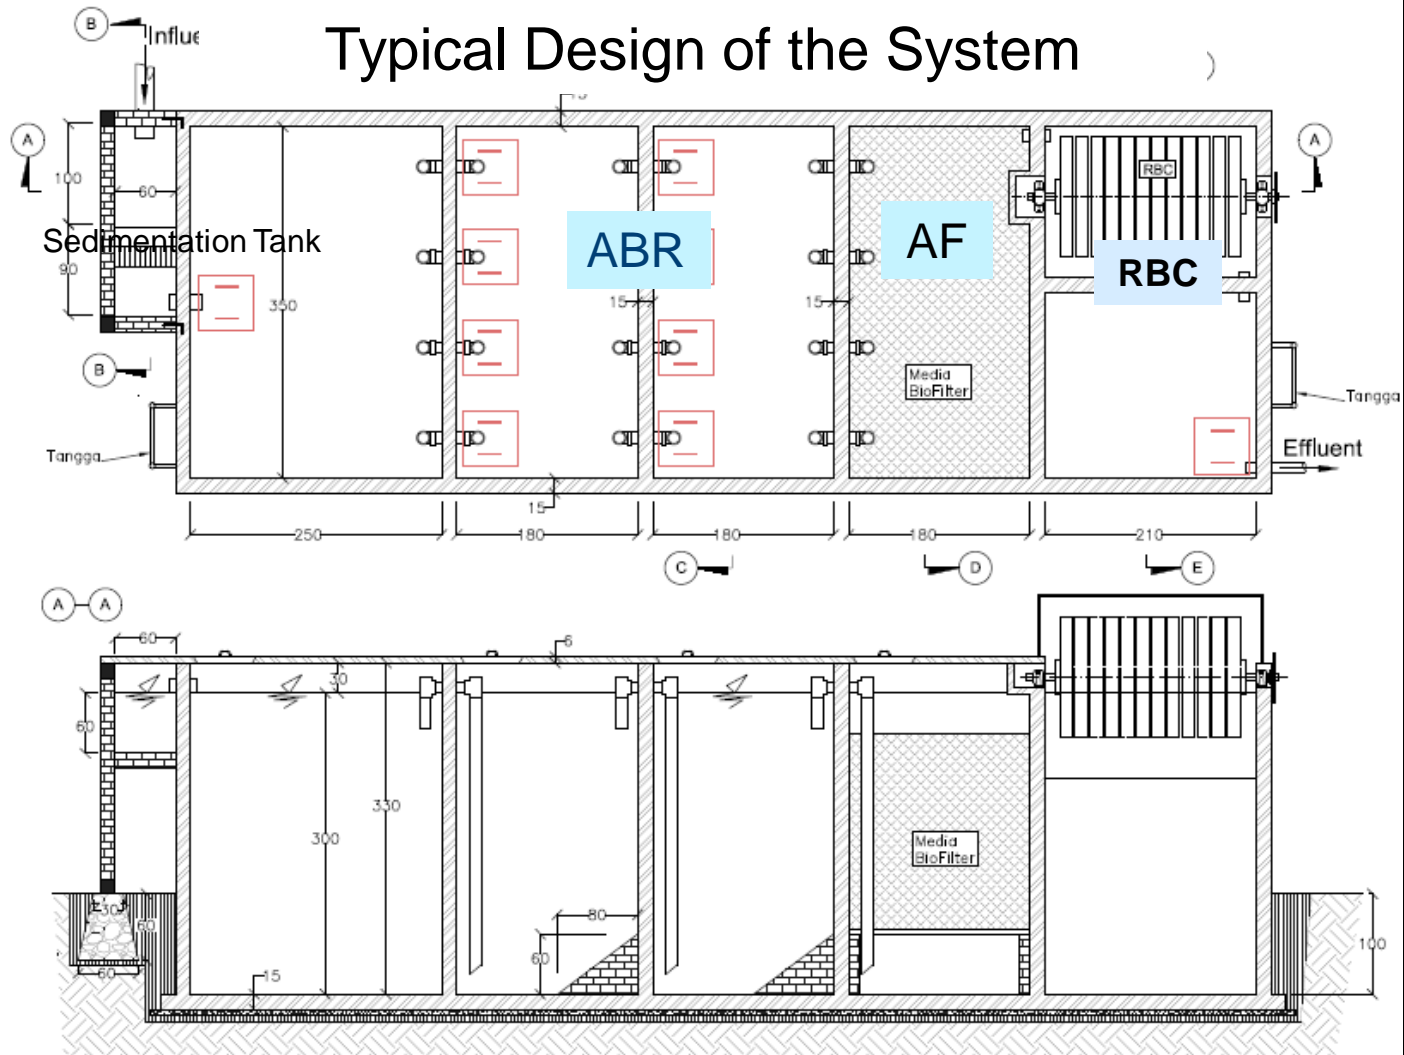 Typical Design of the System
B
Influe
A
A
15
100
60
RBC
Sedimentation Tank
ABR
AF
RBC
90
350
15
15
B
Media
BioFilter
Tangga
Tangga
Effluent
15
250
180
180
180
210
C
D
E
A
A
60
6
30
60
330
300
Media
BioFilter
30
60
80
60
100
60
15